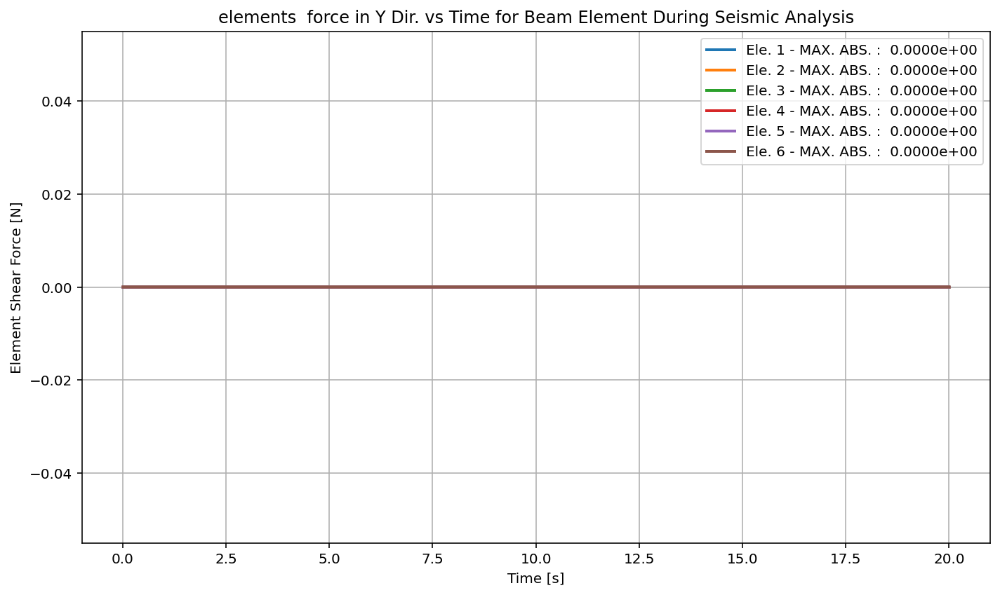 elements  force in Y Dir. vs Time for Beam Element During Seismic Analysis
Ele. 1 - MAX. ABS. :  0.0000e+00
Ele. 2 - MAX. ABS. :  0.0000e+00
Ele. 3 - MAX. ABS. :  0.0000e+00
Ele. 4 - MAX. ABS. :  0.0000e+00
Ele. 5 - MAX. ABS. :  0.0000e+00
Ele. 6 - MAX. ABS. :  0.0000e+00
Element Shear Force [N]
0.04
0.02
0.00
−0.02
−0.04
0.0 2.5 5.0 7.5 10.0 12.5 15.0 17.5 20.0
Time [s]